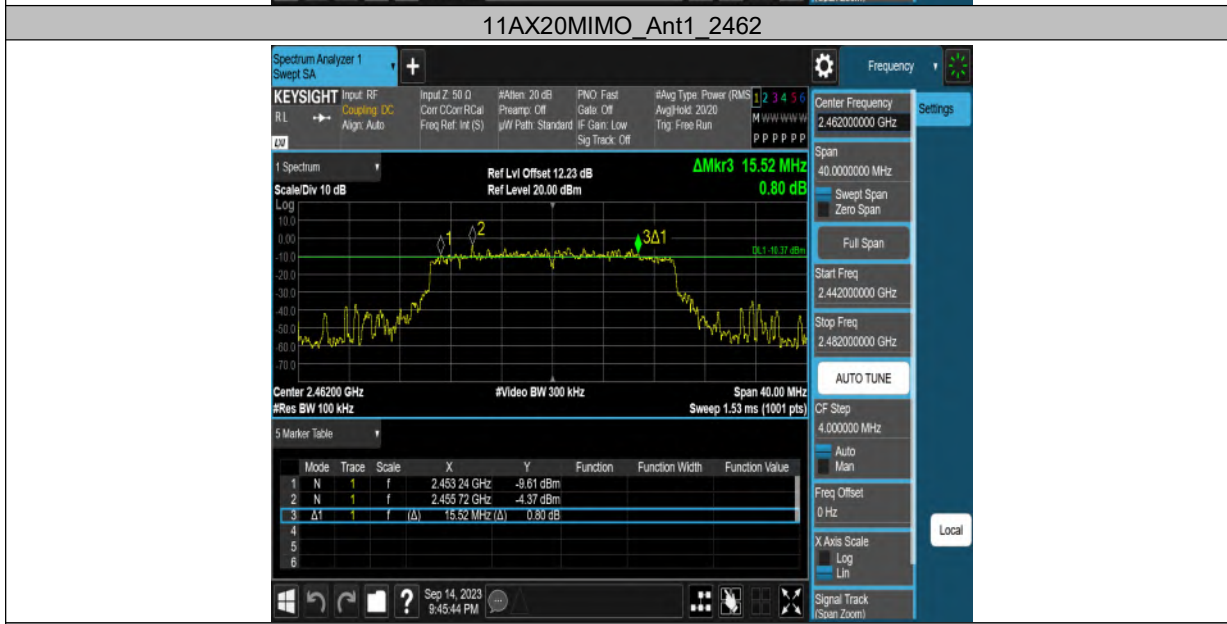 11AX20MIMO_Ant1_2462
Spectrum Analyzer 1
Swept SA
+
Frequency
KEYSIGHT
RL
LXI
Input: RF
Coupling: DC
Align: Auto
Input Z: 50 Ω
Corr CCorr RCal
Freq Ref: Int (S)
#Atten: 20 dB
Preamp: Off
µW Path: Standard
PNO: Fast
Gate: Off
IF Gain: Low
Sig Track: Off
#Avg Type: Power (RMS
Avg|Hold: 20/20
Trig: Free Run
1 2 3 4 5 6
M W W W W W
P P P P P P
Center Frequency
2.462000000 GHz
Settings
Span
40.0000000 MHz
Swept Span
Zero Span
Full Span
Start Freq
2.442000000 GHz
Stop Freq
2.482000000 GHz
AUTO TUNE
CF Step
4.000000 MHz
Auto
Man
Freq Offset
0 Hz
X Axis Scale
Log
Lin
Signal Track
(Span Zoom)
Local
1 Spectrum
Scale/Div 10 dB
Log
Ref Lvl Offset 12.23 dB
Ref Level 20.00 dBm
ΔMkr3 15.52 MHz
0.80 dB
10.0
0.00
-10.0
-20.0
-30.0
-40.0
-50.0
-60.0
-70.0
1
2
3Δ1
DL1 -10.37 dBm
Center 2.46200 GHz
#Res BW 100 kHz
#Video BW 300 kHz
Span 40.00 MHz
Sweep 1.53 ms (1001 pts)
5 Marker Table
Mode Trace Scale X Y Function Function Width Function Value
1 N 1 f 2.453 24 GHz -9.61 dBm
2 N 1 f 2.455 72 GHz -4.37 dBm
3 Δ1 1 f (Δ) 15.52 MHz (Δ) 0.80 dB
4
5
6
?
Sep 14, 2023
9:45:44 PM